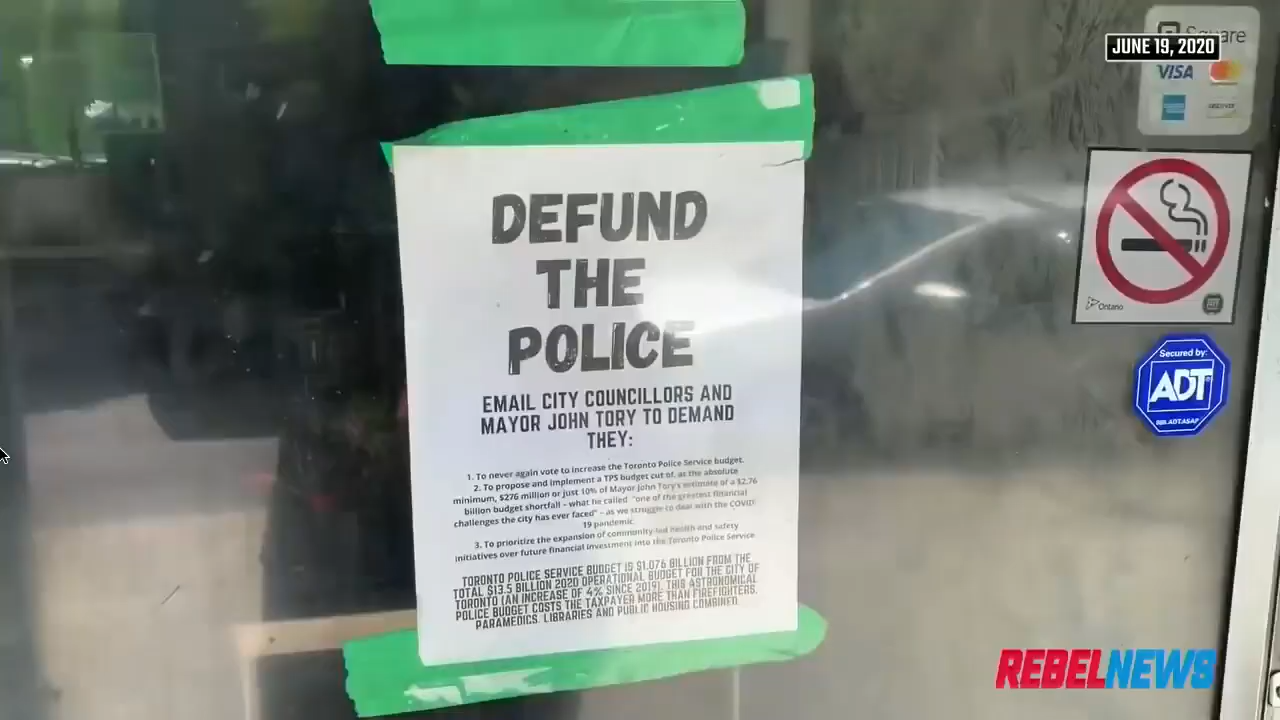 JUNE 19, 2020
Square
VISA
DEFUND
THE
POLICE
EMAIL CITY COUNCILLORS AND
MAYOR JOHN TORY TO DEMAND
THEY:
1. To never again vote to increase the Toronto Police Service budget.
2. To propose and implement a TPS budget cut of, at the absolute
minimum, $276 million or just 10% of Mayor John Tory's estimate of a $2.76
billion budget shortfall – what he called "one of the greatest financial
challenges the city has ever faced" – as we struggle to deal with the COVID
19 pandemic.
3. To prioritize the expansion of community-led health and safety
initiatives over future financial investment into the Toronto Police Service
TORONTO POLICE SERVICE BUDGET IS $1.076 BILLION FROM THE
TOTAL $13.5 BILLION 2020 OPERATIONAL BUDGET FOR THE CITY OF
TORONTO (AN INCREASE OF 4% SINCE 2019). THIS ASTRONOMICAL
POLICE BUDGET COSTS THE TAXPAYER MORE THAN FIREFIGHTERS,
PARAMEDICS, LIBRARIES AND PUBLIC HOUSING COMBINED.
Ontario
Secured by:
ADT
REBELNEWS